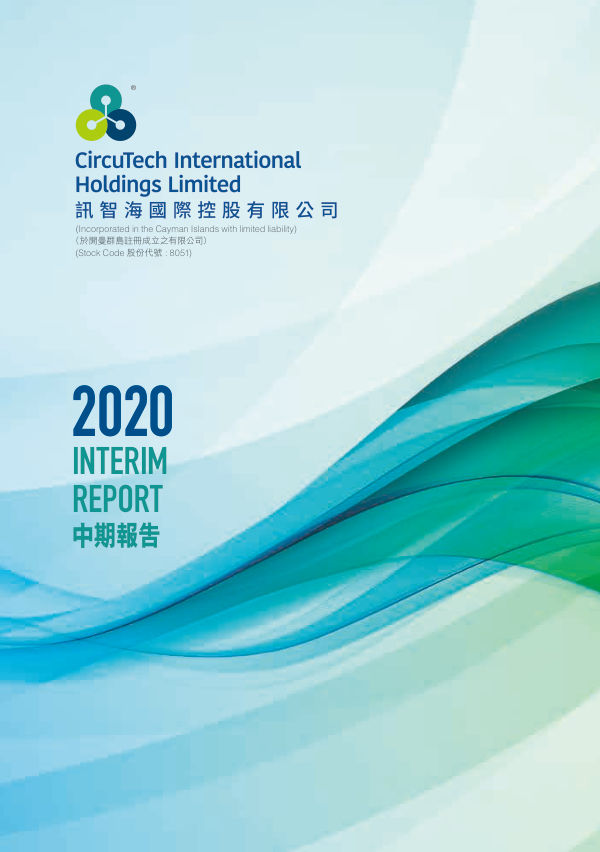 ®
CircuTech International
Holdings Limited
訊智海國際控股有限公司
(Incorporated in the Cayman Islands with limited liability)
（於開曼群島註冊成立之有限公司）
(Stock Code 股份代號 : 8051)
2020
INTERIM
REPORT
中期報告